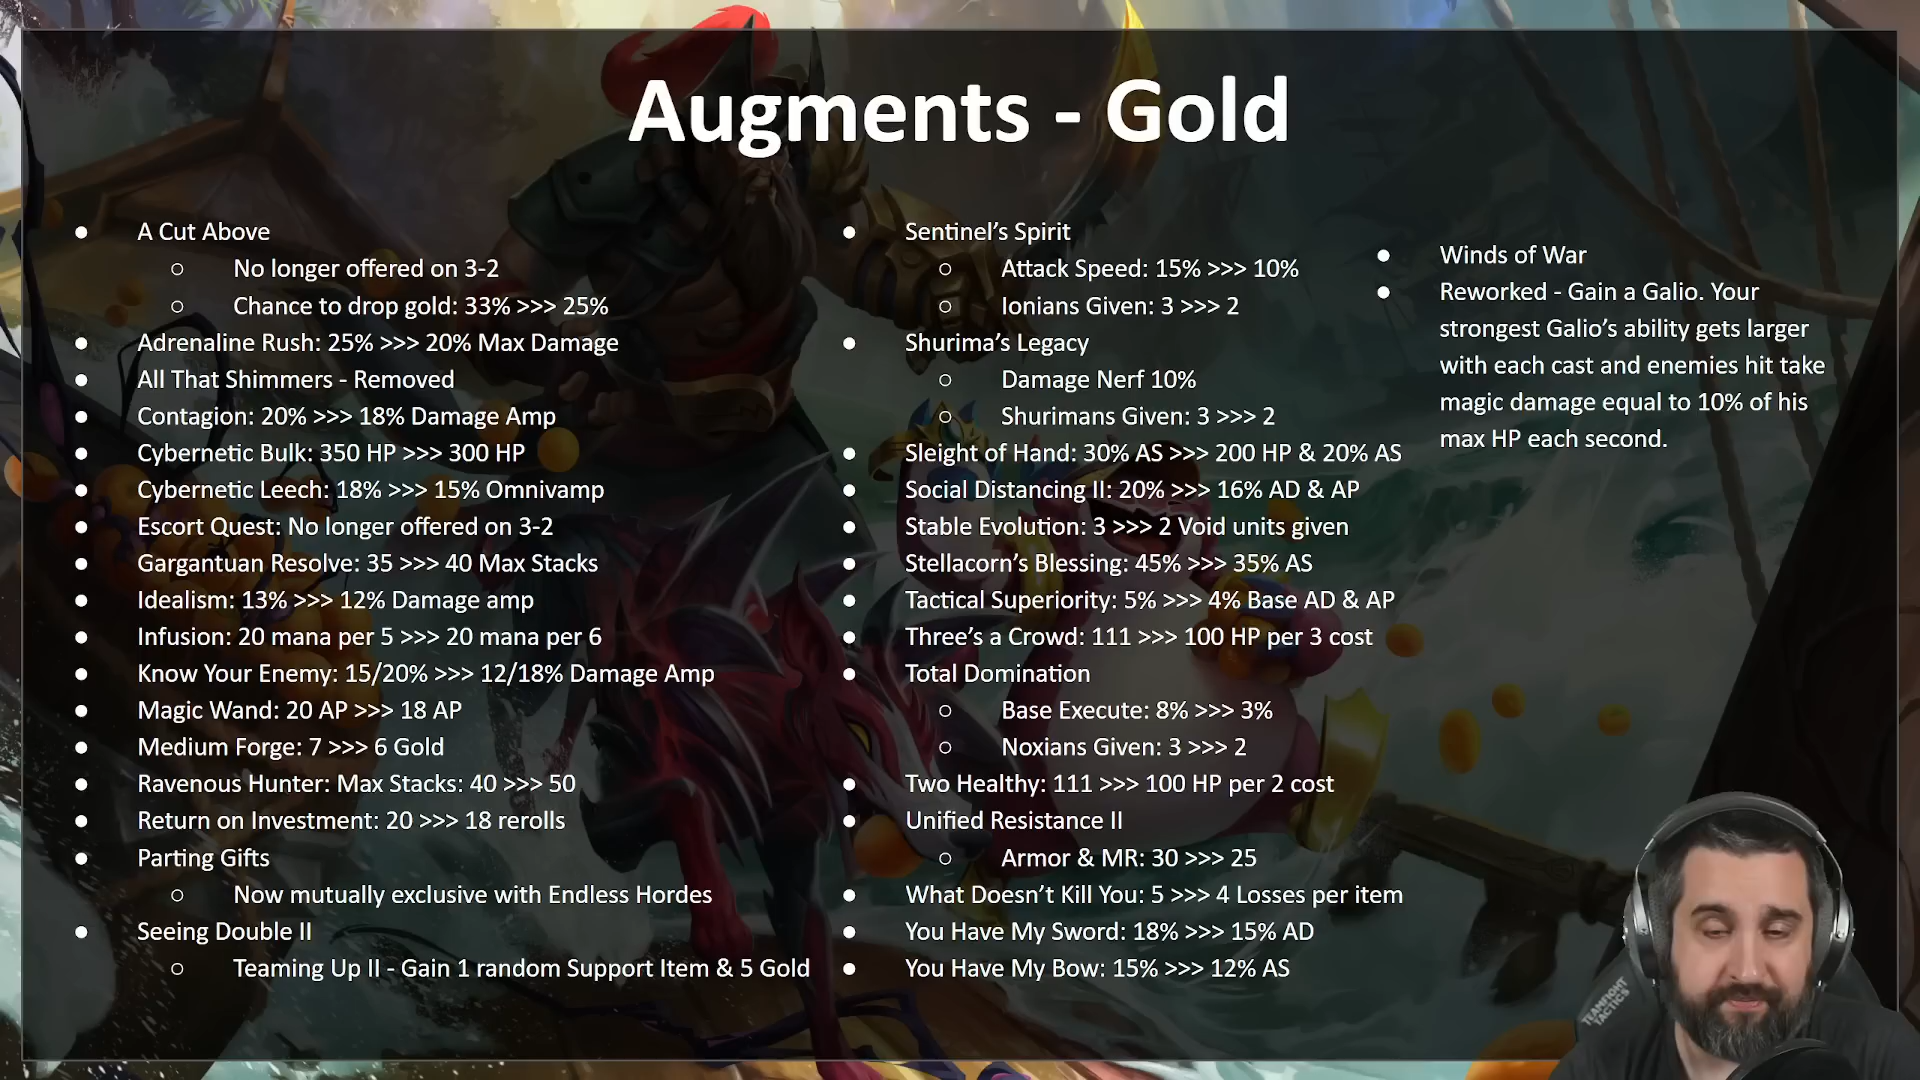 Augments - Gold
A Cut Above
No longer offered on 3-2
Chance to drop gold: 33% >>> 25%
Adrenaline Rush: 25% >>> 20% Max Damage
All That Shimmers - Removed
Contagion: 20% >>> 18% Damage Amp
Cybernetic Bulk: 350 HP >>> 300 HP
Cybernetic Leech: 18% >>> 15% Omnivamp
Escort Quest: No longer offered on 3-2
Gargantuan Resolve: 35 >>> 40 Max Stacks
Idealism: 13% >>> 12% Damage amp
Infusion: 20 mana per 5 >>> 20 mana per 6
Know Your Enemy: 15/20% >>> 12/18% Damage Amp
Magic Wand: 20 AP >>> 18 AP
Medium Forge: 7 >>> 6 Gold
Ravenous Hunter: Max Stacks: 40 >>> 50
Return on Investment: 20 >>> 18 rerolls
Parting Gifts
Now mutually exclusive with Endless Hordes
Seeing Double II
Teaming Up II - Gain 1 random Support Item & 5 Gold
Sentinel’s Spirit
Attack Speed: 15% >>> 10%
Ionians Given: 3 >>> 2
Shurima’s Legacy
Damage Nerf 10%
Shurimans Given: 3 >>> 2
Sleight of Hand: 30% AS >>> 200 HP & 20% AS
Social Distancing II: 20% >>> 16% AD & AP
Stable Evolution: 3 >>> 2 Void units given
Stellacorn’s Blessing: 45% >>> 35% AS
Tactical Superiority: 5% >>> 4% Base AD & AP
Three’s a Crowd: 111 >>> 100 HP per 3 cost
Total Domination
Base Execute: 8% >>> 3%
Noxians Given: 3 >>> 2
Two Healthy: 111 >>> 100 HP per 2 cost
Unified Resistance II
Armor & MR: 30 >>> 25
What Doesn’t Kill You: 5 >>> 4 Losses per item
You Have My Sword: 18% >>> 15% AD
You Have My Bow: 15% >>> 12% AS
Winds of War
Reworked - Gain a Galio. Your
strongest Galio’s ability gets larger
with each cast and enemies hit take
magic damage equal to 10% of his
max HP each second.
TEAMFIGHT
TACTICS